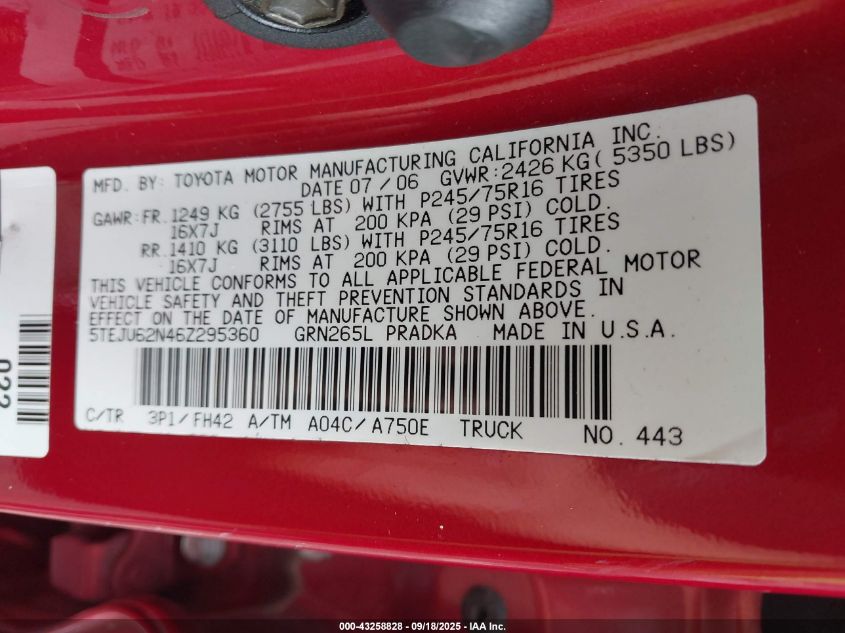 MFD. BY: TOYOTA MOTOR MANUFACTURING CALIFORNIA INC.
DATE 07 / 06 GVWR: 2426 KG ( 5350 LBS)
GAWR: FR. 1249 KG (2755 LBS) WITH P245/75R16 TIRES
16X7J RIMS AT 200 KPA (29 PSI) COLD.
RR. 1410 KG (3110 LBS) WITH P245/75R16 TIRES
16X7J RIMS AT 200 KPA (29 PSI) COLD.
THIS VEHICLE CONFORMS TO ALL APPLICABLE FEDERAL MOTOR
VEHICLE SAFETY AND THEFT PREVENTION STANDARDS IN
EFFECT ON THE DATE OF MANUFACTURE SHOWN ABOVE.
5TEJU62N46Z295360 GRN265L PRADKA MADE IN U.S.A.
C/TR 3P1/FH42 A/TM A04C/A750E TRUCK NO. 443
000-43258828 - 09/18/2025 - IAA Inc.